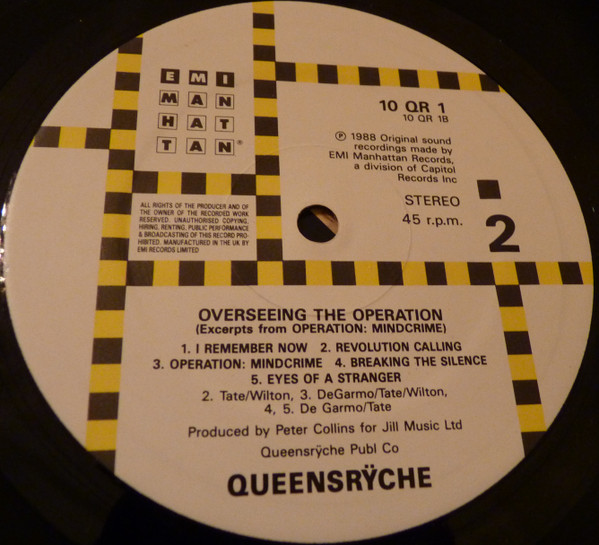 EMI
MAN
HAT
TAN®
10 QR 1
10 QR 1B
℗ 1988 Original sound
recordings made by
EMI Manhattan Records,
a division of Capitol
Records Inc
STEREO
45 r.p.m.
2
ALL RIGHTS OF THE PRODUCER AND OF
THE OWNER OF THE RECORDED WORK
RESERVED. UNAUTHORISED COPYING,
HIRING, RENTING, PUBLIC PERFORMANCE
& BROADCASTING OF THIS RECORD PRO-
HIBITED. MANUFACTURED IN THE UK BY
EMI RECORDS LIMITED
OVERSEEING THE OPERATION
(Excerpts from OPERATION: MINDCRIME)
1. I REMEMBER NOW 2. REVOLUTION CALLING
3. OPERATION: MINDCRIME 4. BREAKING THE SILENCE
5. EYES OF A STRANGER
2. Tate/Wilton, 3. DeGarmo/Tate/Wilton,
4, 5. De Garmo/Tate
Produced by Peter Collins for Jill Music Ltd
Queensrÿche Publ Co
QUEENSRŸCHE